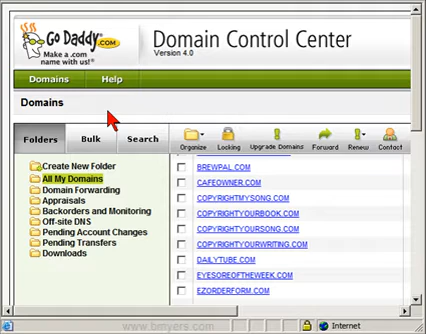 Go Daddy.COM
Make a .com
name with us!®
Domain Control Center
Version 4.0
Domains Help
Domains
Folders Bulk Search
Organize Locking Upgrade Domains Forward Renew Contact
Create New Folder
All My Domains
Domain Forwarding
Appraisals
Backorders and Monitoring
Off-site DNS
Pending Account Changes
Pending Transfers
Downloads
BREWPAL.COM
CAFEOWNER.COM
COPYRIGHTMYSONG.COM
COPYRIGHTYOURBOOK.COM
COPYRIGHTYOURSONG.COM
COPYRIGHTYOURWRITING.COM
DAILYTUBE.COM
EYESOREOFTHEWEEK.COM
EZORDERFORM.COM
www.bmyers.com
Internet